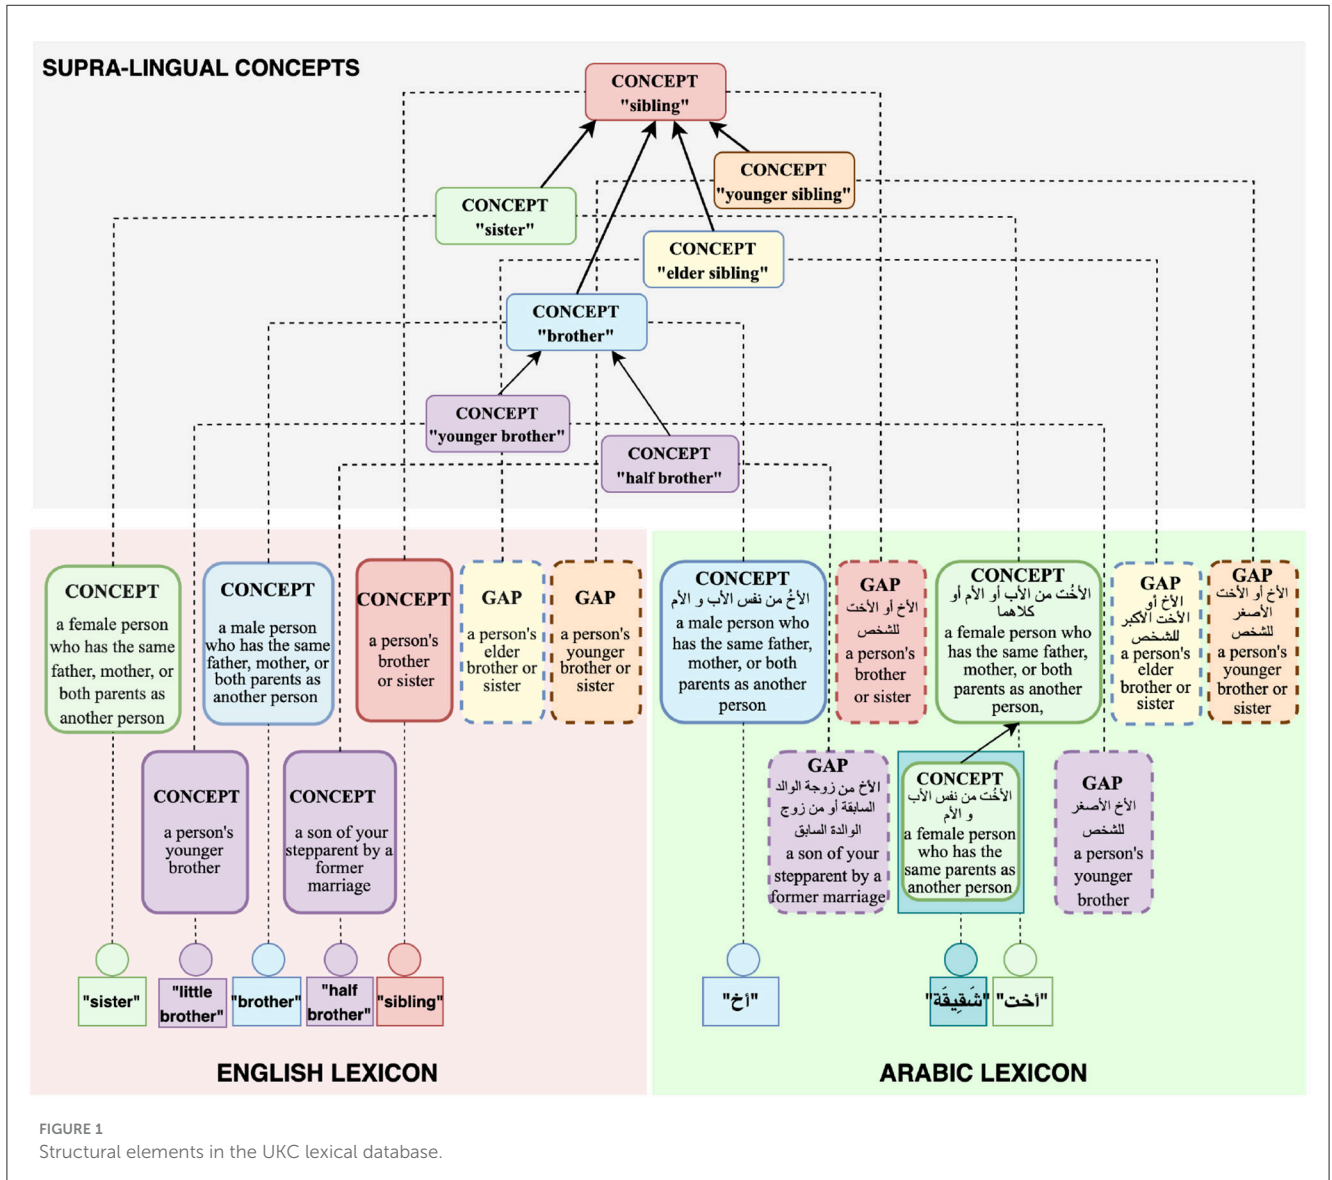 SUPRA-LINGUAL CONCEPTS
CONCEPT
"sibling"
CONCEPT
"younger sibling"
CONCEPT
"sister"
CONCEPT
"elder sibling"
CONCEPT
"brother"
CONCEPT
"younger brother"
CONCEPT
"half brother"
CONCEPT
a female person
who has the same
father, mother, or
both parents as
another person
CONCEPT
a male person
who has the same
father, mother, or
both parents as
another person
CONCEPT
a person's
brother
or sister
GAP
a person's
elder
brother or
sister
GAP
a person's
younger
brother or
sister
CONCEPT
a person's
younger
brother
CONCEPT
a son of your
stepparent by a
former
marriage
"sister"
"little
brother"
"brother"
"half
brother"
"sibling"
ENGLISH LEXICON
CONCEPT
الأخُ من نفس الأب و الأم
a male person who
has the same father,
mother, or both
parents as another
person
GAP
الأخ أو الأخت
للشخص
a person's
brother
or sister
CONCEPT
الأخُت من الأب أو الأم أو
كلاهما
a female person who
has the same father,
mother, or both
parents as another
person,
GAP
الأخ أو
الأخت الأكبر
للشخص
a person's
elder
brother or
sister
GAP
الأخ أو الأخت
الأصغر
للشخص
a person's
younger
brother or
sister
GAP
الأخ من زوجة الوالد
السابقة أو من زوج
الوالدة السابق
a son of your
stepparent by a
former marriage
CONCEPT
الأخُت من نفس الأب
و الأم
a female person
who has the
same parents as
another person
GAP
الأخ الأصغر
للشخص
a person's
younger
brother
"أخ"
"شَقِيقَة"
"أخت"
ARABIC LEXICON
FIGURE 1
Structural elements in the UKC lexical database.